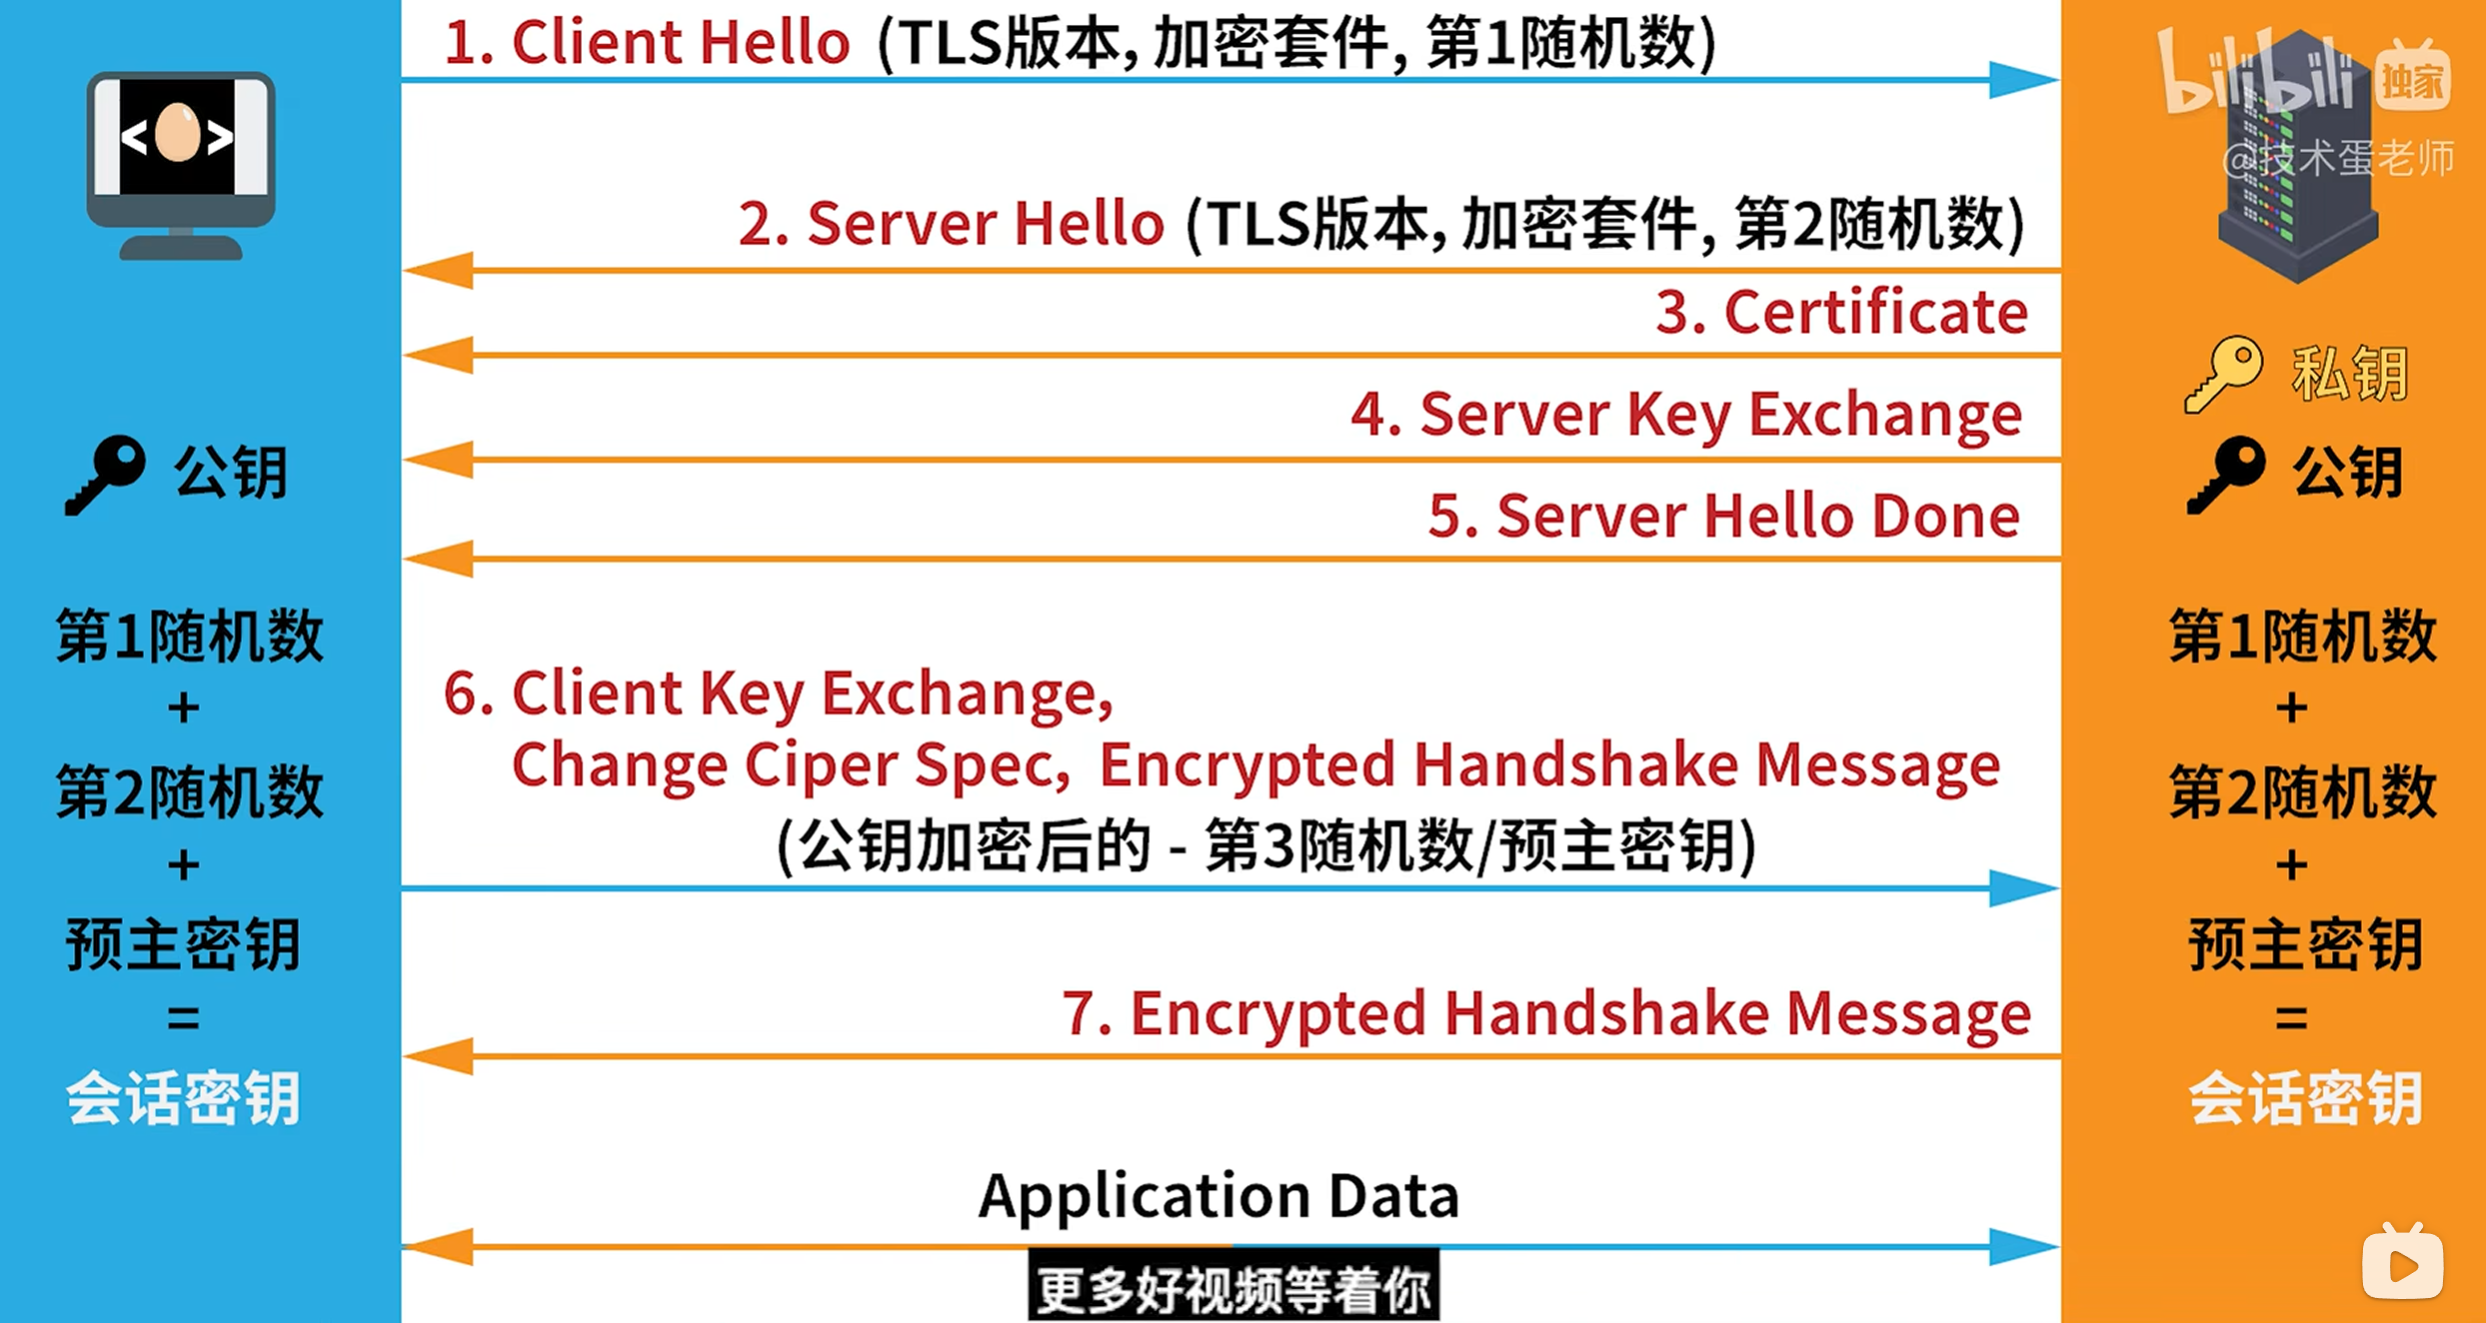 1. Client Hello (TLS版本, 加密套件, 第1随机数)
bilibili 独家
@技术蛋老师
< >
2. Server Hello (TLS版本, 加密套件, 第2随机数)
3. Certificate
私钥
4. Server Key Exchange
公钥
公钥
5. Server Hello Done
第1随机数
+
第2随机数
+
预主密钥
=
会话密钥
6. Client Key Exchange,
Change Ciper Spec, Encrypted Handshake Message
(公钥加密后的 - 第3随机数/预主密钥)
7. Encrypted Handshake Message
第1随机数
+
第2随机数
+
预主密钥
=
会话密钥
Application Data
更多好视频等着你